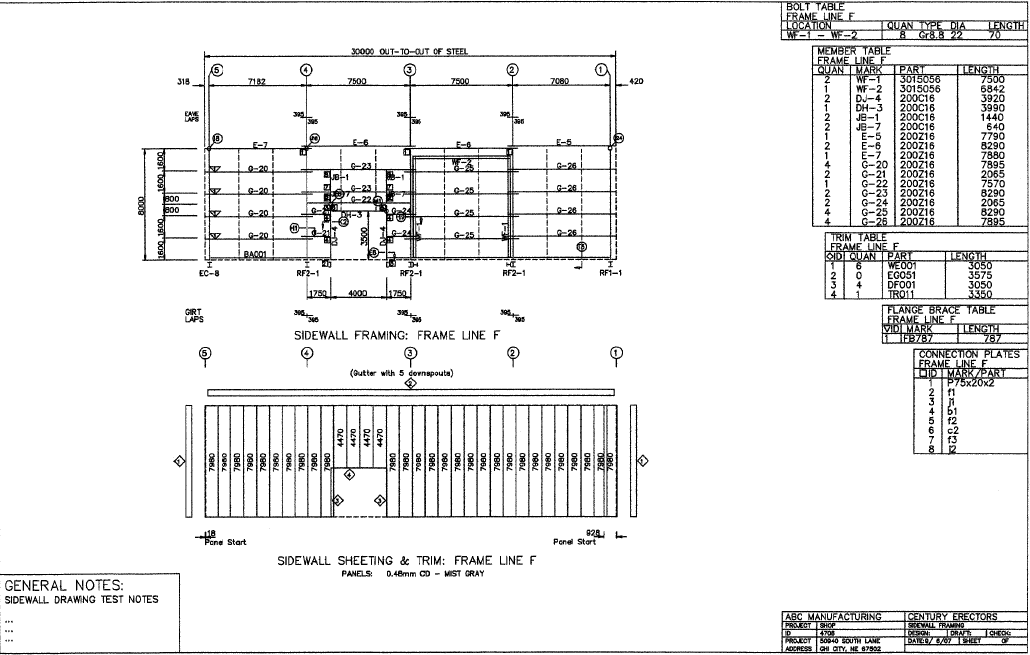 BOLT TABLE
FRAME LINE F
LOCATION QUAN TYPE DIA LENGTH
WF-1 - WF-2 8 Gr8.8 22 70
MEMBER TABLE
FRAME LINE F
QUAN MARK PART LENGTH
2 WF-1 3015056 7500
1 WF-2 3015056 6842
2 DJ-4 200C16 3920
1 DH-3 200C16 3990
2 JB-1 200C16 1440
2 JB-7 200C16 640
1 E-5 200Z16 7790
2 E-6 200Z16 8290
1 E-7 200Z16 7880
4 G-20 200Z16 7895
2 G-21 200Z16 2065
1 G-22 200Z16 7570
2 G-23 200Z16 8290
2 G-24 200Z16 2065
4 G-25 200Z16 8290
4 G-26 200Z16 7895
TRIM TABLE
FRAME LINE F
ID QUAN PART LENGTH
1 6 WE001 3050
2 0 EG051 3575
3 4 DF001 3050
4 1 TR011 3350
FLANGE BRACE TABLE
FRAME LINE F
ID MARK LENGTH
1 FB787 787
CONNECTION PLATES
FRAME LINE F
ID MARK/PART
1 P75x20x2
2 f1
3 j1
4 b1
5 f2
6 c2
7 f3
8 j2
30000 OUT-TO-OUT OF STEEL
5 4 3 2 1
318 7182 7500 7500 7080 420
EAVE LAPS
395 395 395 395 395 395
E-7 E-6 E-6 E-5
WF-2
G-20 G-23 G-25 G-26
JB-1 JB-1
G-20 G-23 G-25 G-26
G-22
G-20 DH-3 G-24 G-25 G-26
G-20 G-21 DJ-4 3500 DJ-4 G-24 G-25 G-26
8000 1600 1600 800 800 1600 1600
BA001
EC-8 RF2-1 RF2-1 RF2-1 RF1-1
1750 4000 1750
GIRT LAPS
395 395 395 395 395 395
SIDEWALL FRAMING: FRAME LINE F
5 4 3 2 1
(Gutter with 5 downspouts)
2
4470 4470 4470 4470
7980 7980 7980 7980 7980 7980 7980 7980 7980 7980 7980 7980 7980 7980 7980 7980 7980 7980 7980 7980 7980 7980 7980 7980 7980 7980 7980
1 4 1
3 3
18 928
Panel Start Panel Start
SIDEWALL SHEETING & TRIM: FRAME LINE F
PANELS: 0.48mm CD - MIST GRAY
GENERAL NOTES:
SIDEWALL DRAWING TEST NOTES
...
...
...
ABC MANUFACTURING CENTURY ERECTORS
PROJECT SHOP SIDEWALL FRAMING
ID 4708 DESIGN: DRAFT: CHECK:
PROJECT 50940 SOUTH LANE DATE:9/ 6/07 SHEET OF
ADDRESS GHI CITY, NE 67502